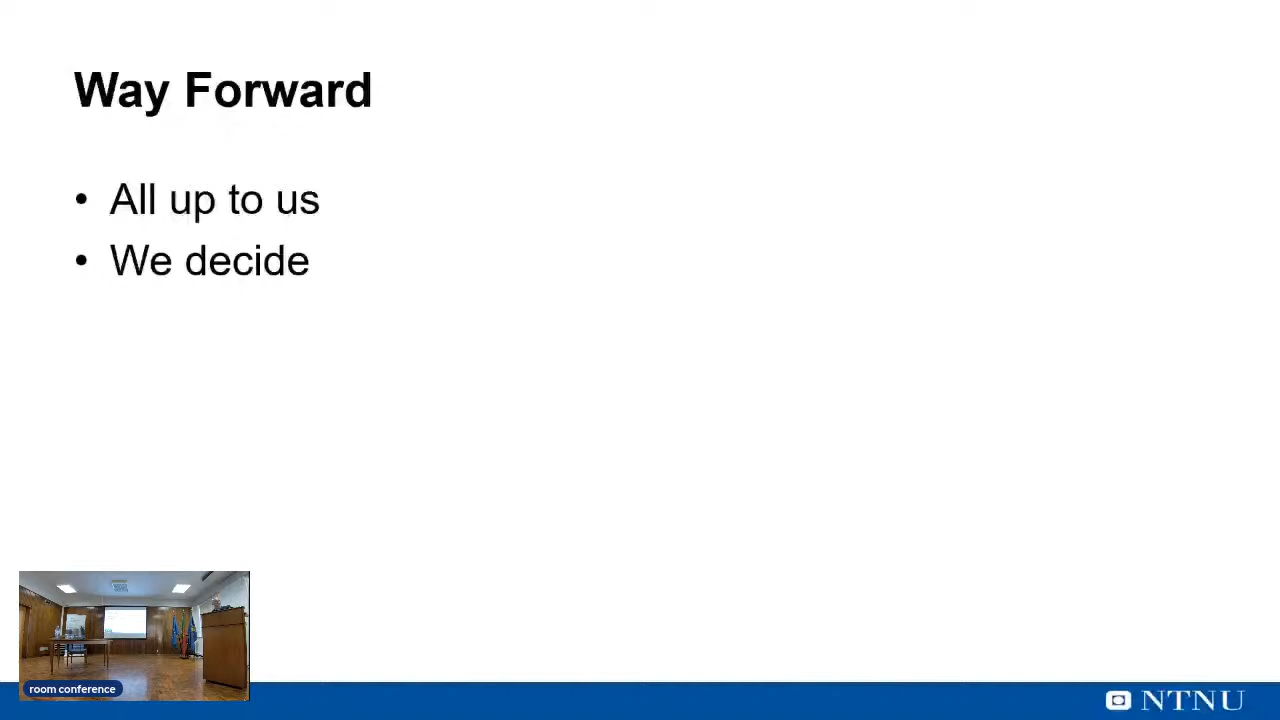 Way Forward
• All up to us
• We decide
room conference
NTNU